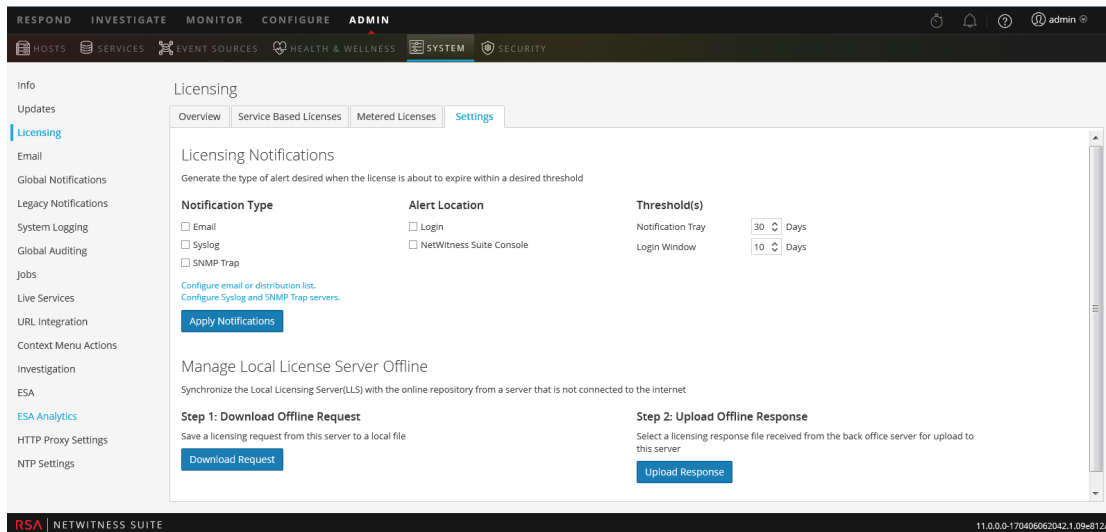 RESPOND INVESTIGATE MONITOR CONFIGURE ADMIN
admin
HOSTS SERVICES EVENT SOURCES HEALTH & WELLNESS SYSTEM SECURITY
Info
Updates
Licensing
Email
Global Notifications
Legacy Notifications
System Logging
Global Auditing
Jobs
Live Services
URL Integration
Context Menu Actions
Investigation
ESA
ESA Analytics
HTTP Proxy Settings
NTP Settings
Licensing
Overview Service Based Licenses Metered Licenses Settings
Licensing Notifications
Generate the type of alert desired when the license is about to expire within a desired threshold
Notification Type Alert Location Threshold(s)
Email Login Notification Tray 30 Days
Syslog NetWitness Suite Console Login Window 10 Days
SNMP Trap
Configure email or distribution list.
Configure Syslog and SNMP Trap servers.
Apply Notifications
Manage Local License Server Offline
Synchronize the Local Licensing Server(LLS) with the online repository from a server that is not connected to the internet
Step 1: Download Offline Request
Save a licensing request from this server to a local file
Download Request
Step 2: Upload Offline Response
Select a licensing response file received from the back office server for upload to
this server
Upload Response
RSA NETWITNESS SUITE
11.0.0.0-170406062042.1.09e812